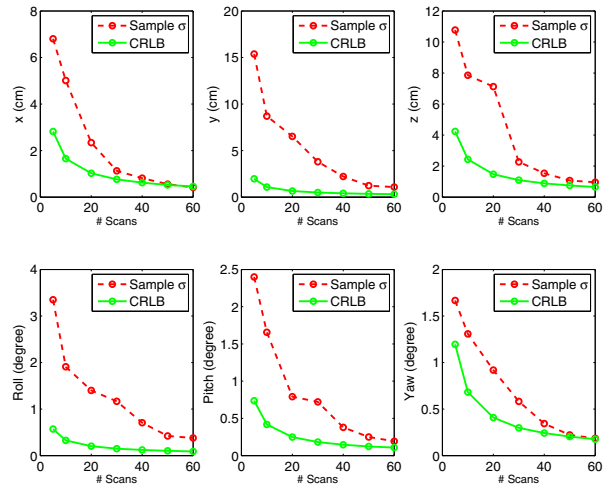 8
6
4
2
0
x (cm)
0 20 40 60
# Scans
Sample σ
CRLB
20
15
10
5
0
y (cm)
0 20 40 60
# Scans
Sample σ
CRLB
12
10
8
6
4
2
0
z (cm)
0 20 40 60
# Scans
Sample σ
CRLB
4
3
2
1
0
Roll (degree)
0 20 40 60
# Scans
Sample σ
CRLB
2.5
2
1.5
1
0.5
0
Pitch (degree)
0 20 40 60
# Scans
Sample σ
CRLB
2
1.5
1
0.5
0
Yaw (degree)
0 20 40 60
# Scans
Sample σ
CRLB